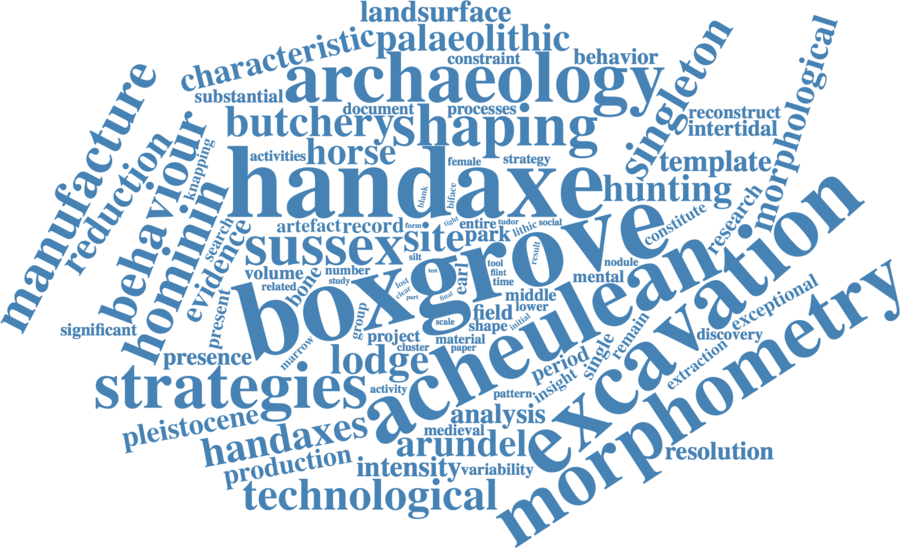 landsurface
characteristic
palaeolithic
constraint
behavior
archaeology
substantial
document
processes
singleton
morphological
manufacture
reduction
behaviour
knapping
butchery
shaping
reconstruct
intertidal
activities
horse
female
strategy
template
handaxe
hunting
blank
biface
hominin
search
evidence
artefact
record
form
tight
entire
tudor
lithic
social
constitute
research
sussex
site
park
silt
result
boxgrove
excavation
volume
number
related
study
bone
present
lost
clear
part
test
final
earl
tool
flint
time
nodule
mental
middle
lower
acheulean
significant
group
field
shape
initial
scale
exceptional
discovery
presence
marrow
project
cluster
material
paper
period
single
remain
insight
extraction
lodge
strategies
activity
pattern
morphometry
pleistocene
handaxes
analysis
medieval
arundel
production
intensity
variability
resolution
technological